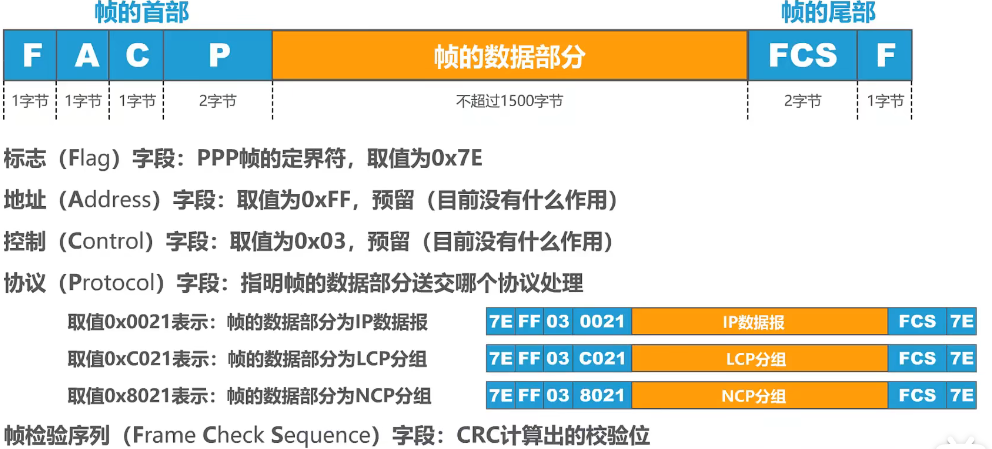 帧的首部 帧的尾部
F A C P 帧的数据部分 FCS F
1字节 1字节 1字节 2字节 不超过1500字节 2字节 1字节
标志（Flag）字段：PPP帧的定界符，取值为0x7E
地址（Address）字段：取值为0xFF，预留（目前没有什么作用）
控制（Control）字段：取值为0x03，预留（目前没有什么作用）
协议（Protocol）字段：指明帧的数据部分送交哪个协议处理
取值0x0021表示：帧的数据部分为IP数据报 7E FF 03 0021 IP数据报 FCS 7E
取值0xC021表示：帧的数据部分为LCP分组 7E FF 03 C021 LCP分组 FCS 7E
取值0x8021表示：帧的数据部分为NCP分组 7E FF 03 8021 NCP分组 FCS 7E
帧检验序列（Frame Check Sequence）字段：CRC计算出的校验位